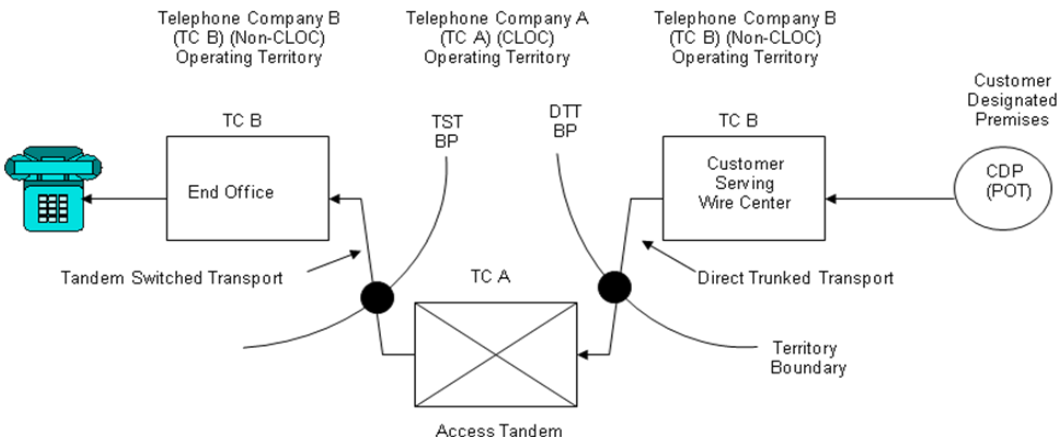 Telephone Company B
(TC B) (Non-CLOC)
Operating Territory
Telephone Company A
(TC A) (CLOC)
Operating Territory
Telephone Company B
(TC B) (Non-CLOC)
Operating Territory
Customer
Designated
Premises
TC B
TST
BP
DTT
BP
TC B
End Office
Customer
Serving
Wire Center
CDP
(POT)
Tandem Switched Transport
TC A
Direct Trunked Transport
Territory
Boundary
Access Tandem